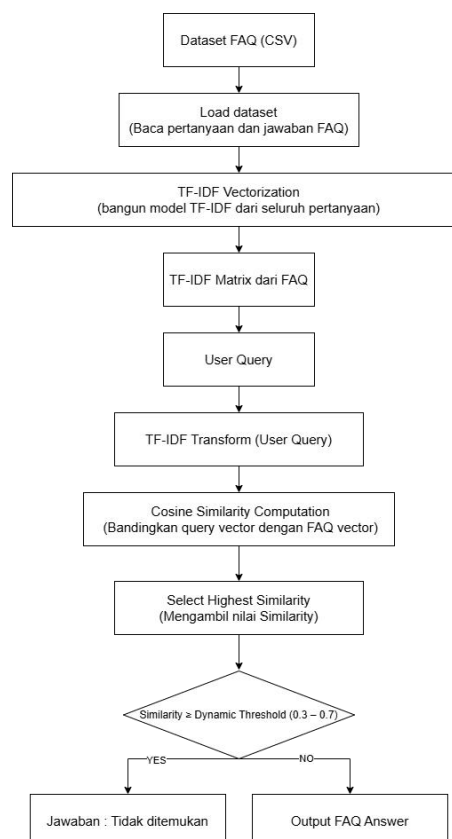 Dataset FAQ (CSV)
Load dataset
(Baca pertanyaan dan jawaban FAQ)
TF-IDF Vectorization
(bangun model TF-IDF dari seluruh pertanyaan)
TF-IDF Matrix dari FAQ
User Query
TF-IDF Transform (User Query)
Cosine Similarity Computation
(Bandingkan query vector dengan FAQ vector)
Select Highest Similarity
(Mengambil nilai Similarity)
Similarity ≥ Dynamic Threshold (0.3 – 0.7)
YES
NO
Jawaban : Tidak ditemukan
Output FAQ Answer